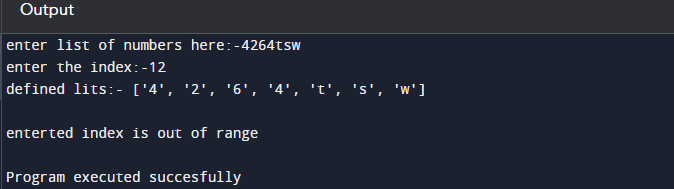 Output
enter list of numbers here:-4264tsw
enter the index:-12
defined lits:- ['4', '2', '6', '4', 't', 's', 'w']
enterted index is out of range
Program executed succesfully